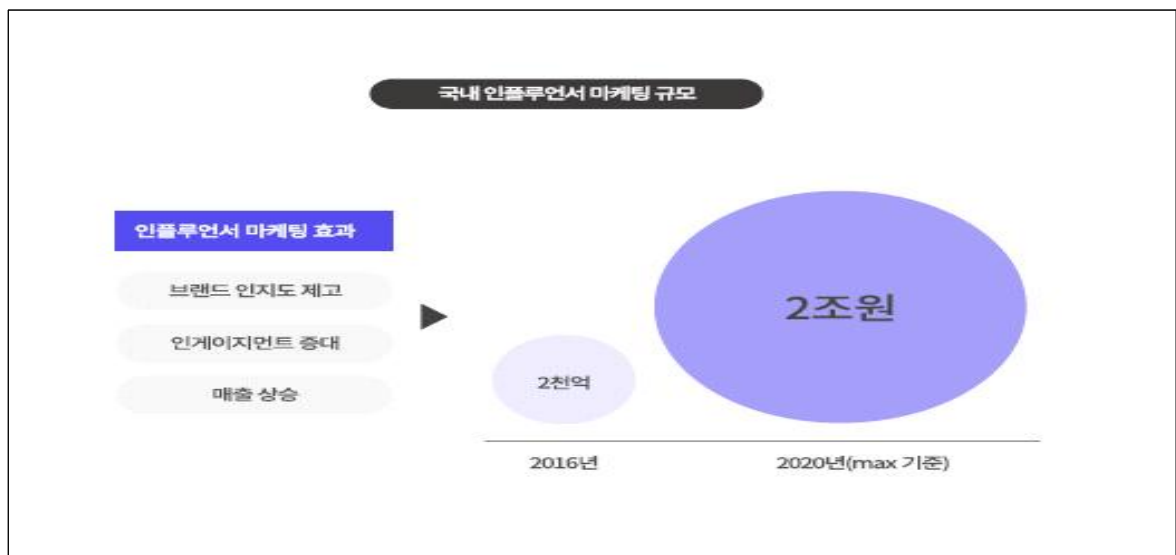 국내 인플루언서 마케팅 규모
인플루언서 마케팅 효과
브랜드 인지도 제고
인게이지먼트 증대
매출 상승
▶
2천억
2조원
2016년
2020년(max 기준)